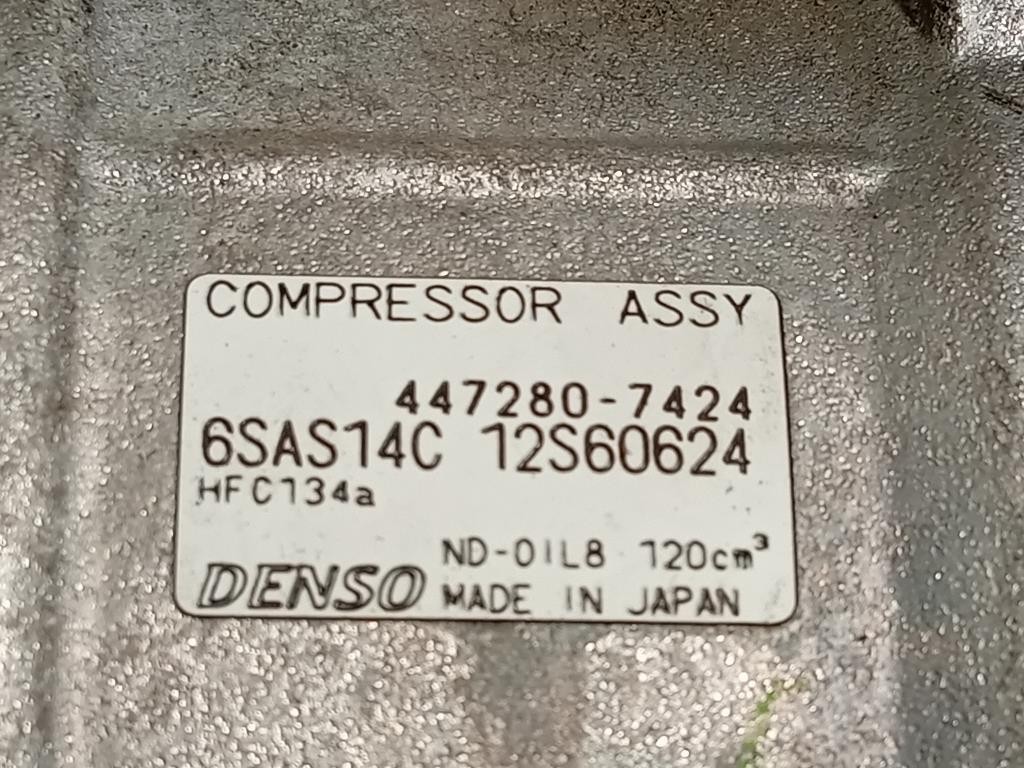 COMPRESSOR ASSY
447280-7424
6SAS14C 12S60624
HFC134a
ND-OIL8 120cm³
DENSO MADE IN JAPAN